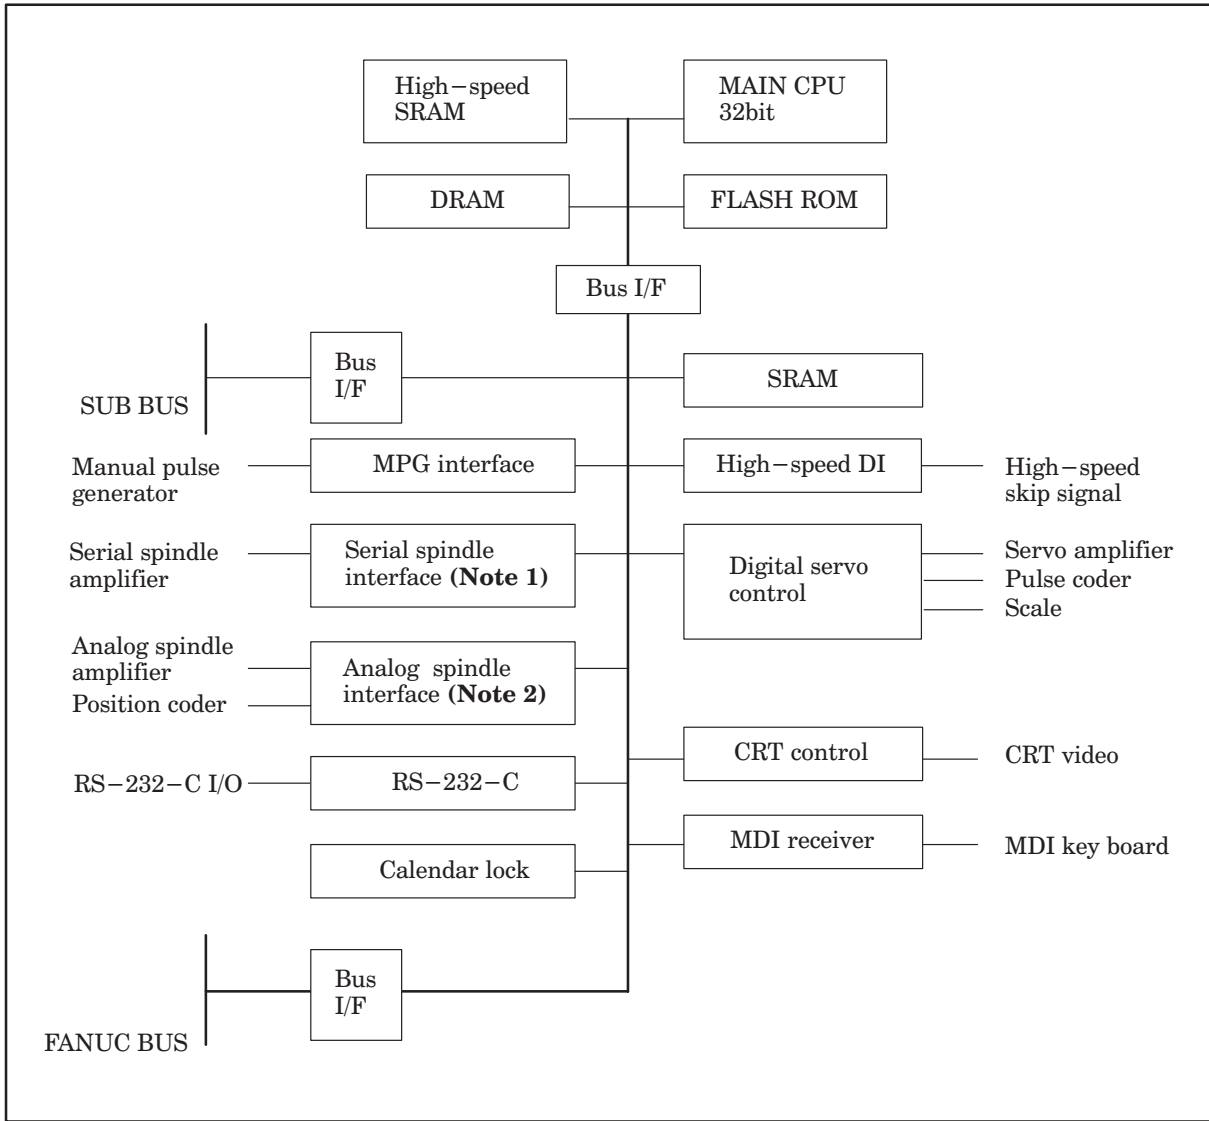 High-speed
SRAM
MAIN CPU
32bit
DRAM
FLASH ROM
Bus I/F
Bus
I/F
SUB BUS
SRAM
Manual pulse
generator
MPG interface
High-speed DI
High-speed
skip signal
Serial spindle
amplifier
Serial spindle
interface (Note 1)
Digital servo
control
Servo amplifier
Pulse coder
Scale
Analog spindle
amplifier
Position coder
Analog spindle
interface (Note 2)
CRT control
CRT video
RS-232-C I/O
RS-232-C
MDI receiver
MDI key board
Calendar lock
Bus
I/F
FANUC BUS